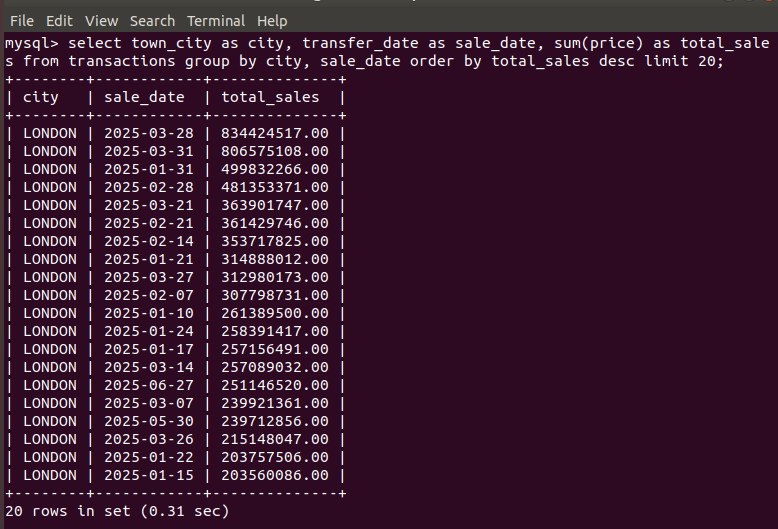 File Edit View Search Terminal Help
mysql> select town_city as city, transfer_date as sale_date, sum(price) as total_sale
s from transactions group by city, sale_date order by total_sales desc limit 20;
+--------+------------+--------------+
| city   | sale_date  | total_sales  |
+--------+------------+--------------+
| LONDON | 2025-03-28 | 834424517.00 |
| LONDON | 2025-03-31 | 806575108.00 |
| LONDON | 2025-01-31 | 499832266.00 |
| LONDON | 2025-02-28 | 481353371.00 |
| LONDON | 2025-03-21 | 363901747.00 |
| LONDON | 2025-02-21 | 361429746.00 |
| LONDON | 2025-02-14 | 353717825.00 |
| LONDON | 2025-01-21 | 314888012.00 |
| LONDON | 2025-03-27 | 312980173.00 |
| LONDON | 2025-02-07 | 307798731.00 |
| LONDON | 2025-01-10 | 261389500.00 |
| LONDON | 2025-01-24 | 258391417.00 |
| LONDON | 2025-01-17 | 257156491.00 |
| LONDON | 2025-03-14 | 257089032.00 |
| LONDON | 2025-06-27 | 251146520.00 |
| LONDON | 2025-03-07 | 239921361.00 |
| LONDON | 2025-05-30 | 239712856.00 |
| LONDON | 2025-03-26 | 215148047.00 |
| LONDON | 2025-01-22 | 203757506.00 |
| LONDON | 2025-01-15 | 203560086.00 |
+--------+------------+--------------+
20 rows in set (0.31 sec)